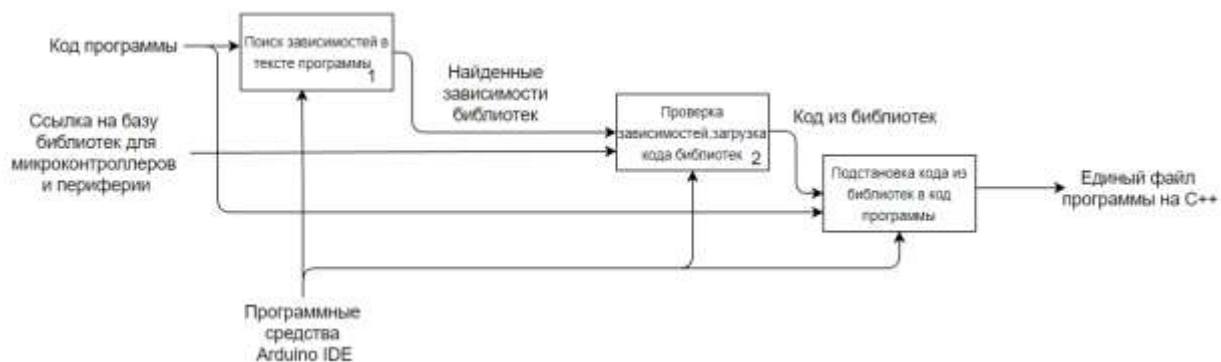 Код программы
Поиск зависимостей в
тексте программы
1
Найденные
зависимости
библиотек
Ссылка на базу
библиотек для
микроконтроллеров
и периферии
Проверка
зависимостей.загрузка
кода библиотек
2
Код из библиотек
Подстановка кода из
библиотек в код
программы
Единый файл
программы на С++
Программные
средства
Arduino IDE